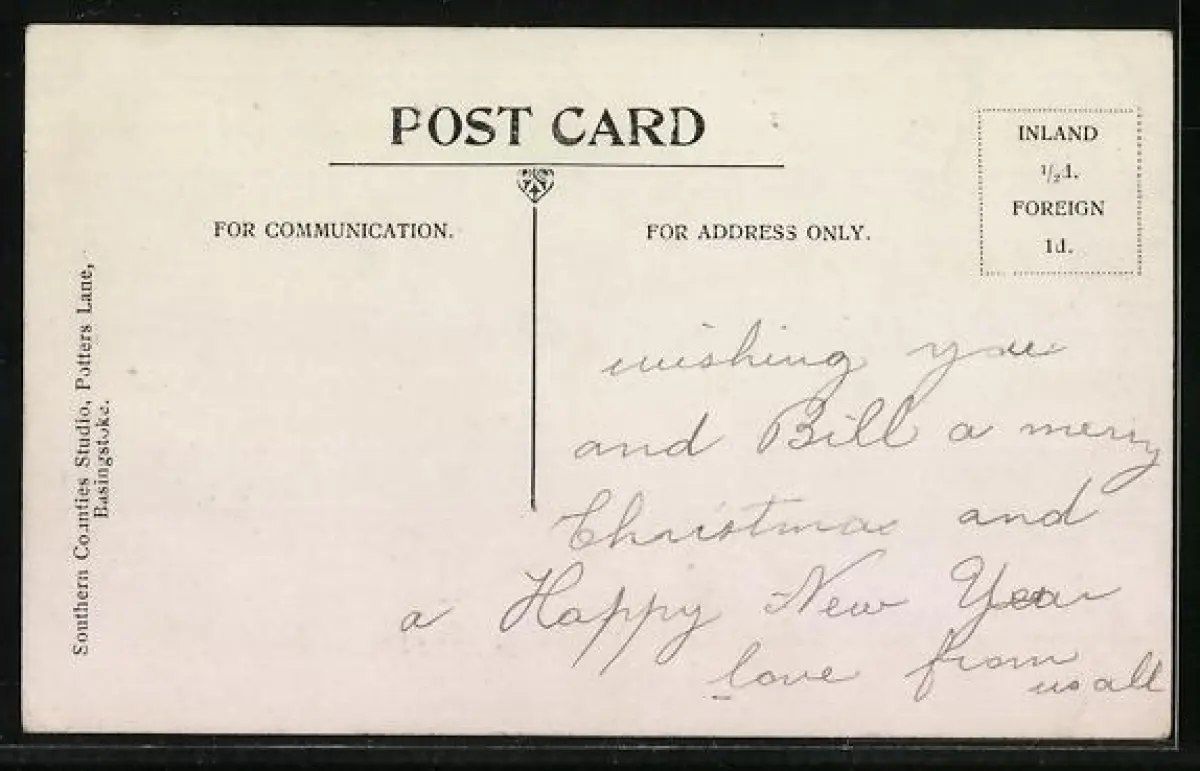 POST CARD
INLAND
½d.
FOREIGN
1d.
FOR COMMUNICATION.
FOR ADDRESS ONLY.
Southern Counties Studio, Potters Lane,
Basingstoke.
wishing you
and Bill a merry
Christmas and
a Happy New Year
love from
us all